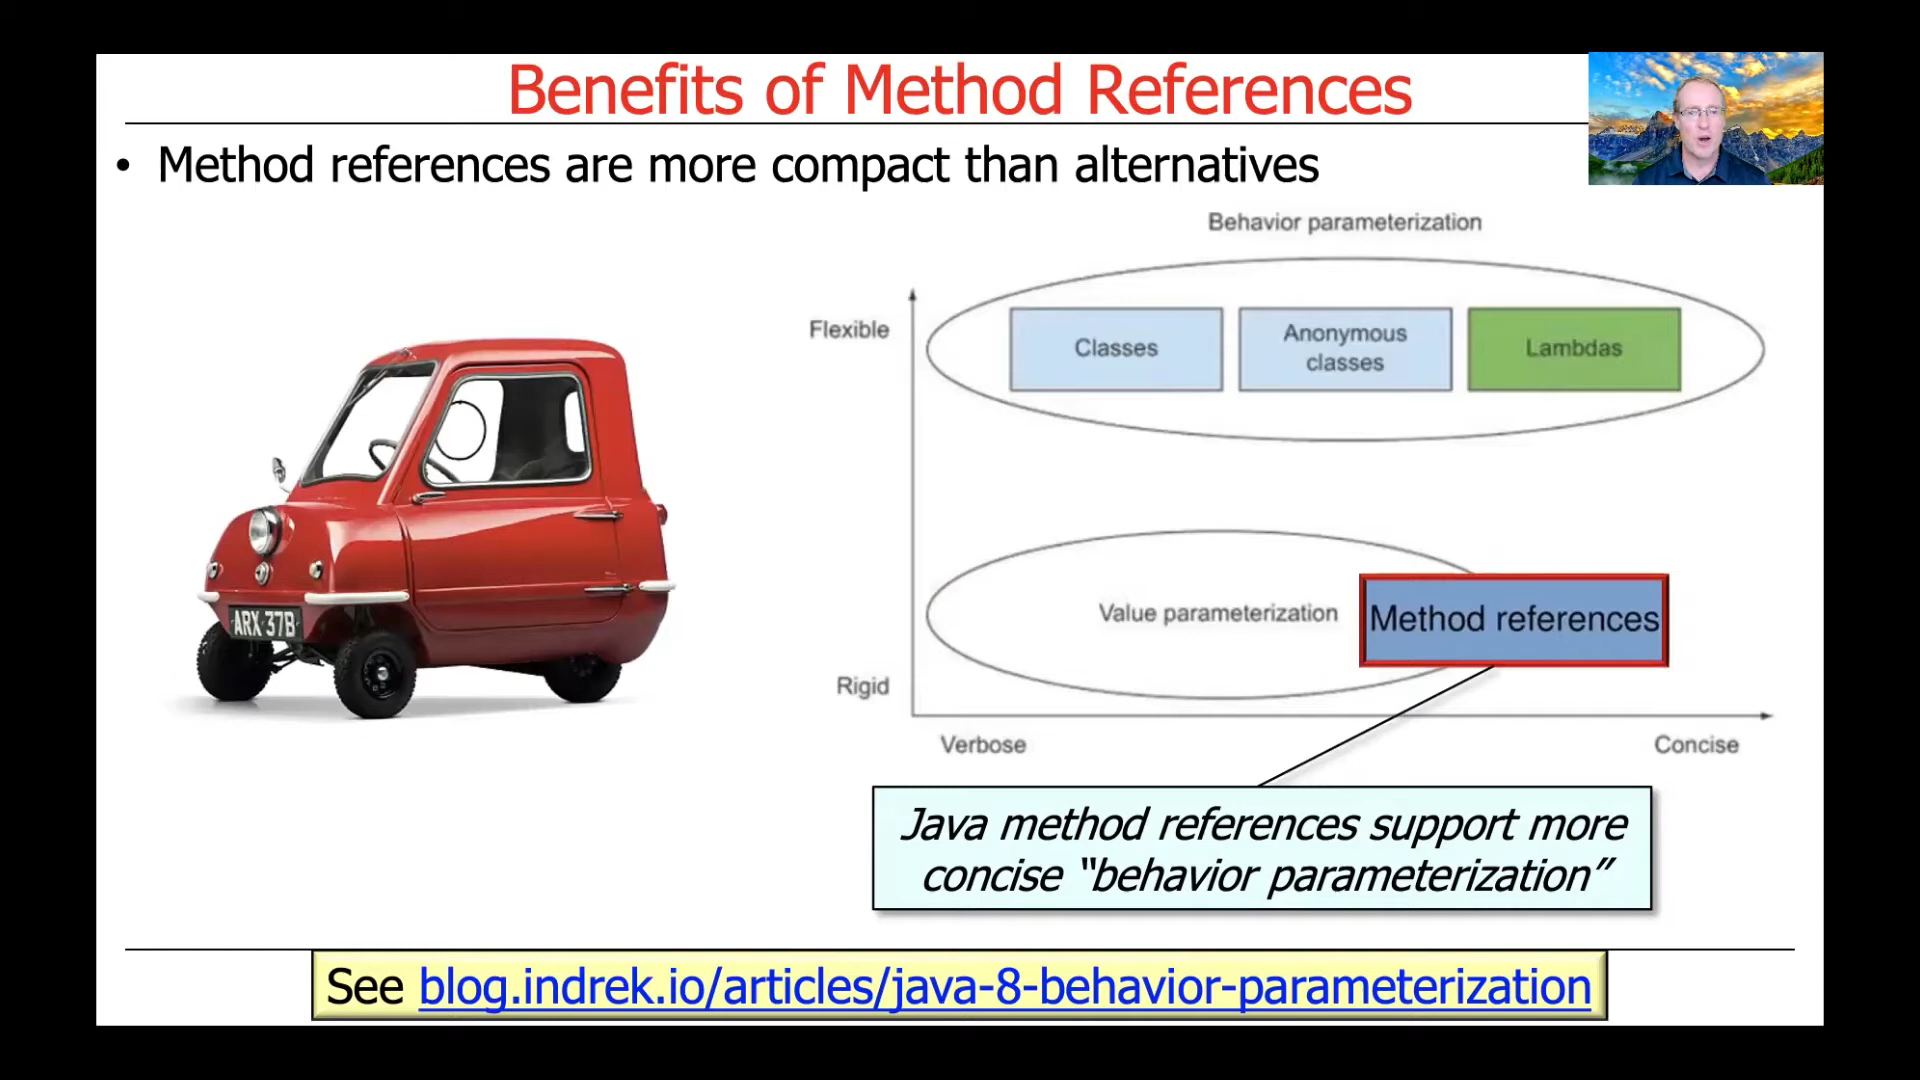 Benefits of Method References
• Method references are more compact than alternatives
Behavior parameterization
Flexible
Classes
Anonymous
classes
Lambdas
ARX 37B
Value parameterization
Method references
Rigid
Verbose
Concise
Java method references support more
concise “behavior parameterization”
See blog.indrek.io/articles/java-8-behavior-parameterization